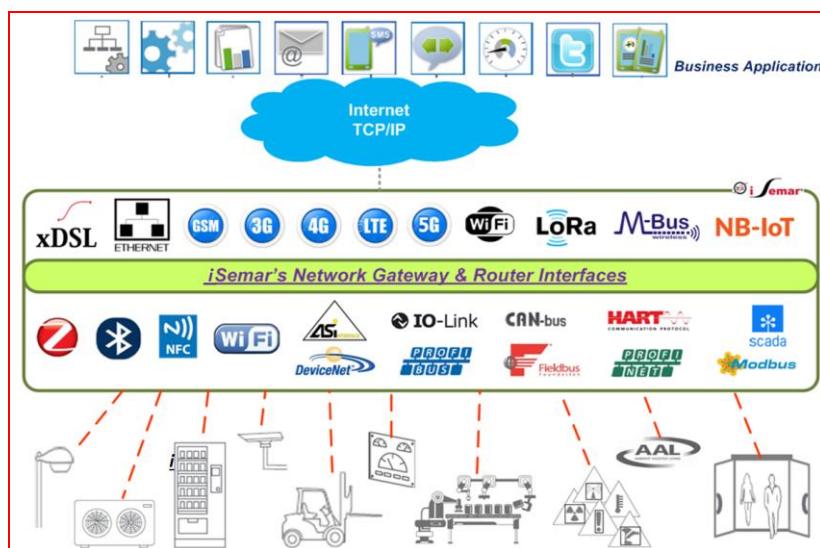 SMS
@
Business Application
Internet
TCP/IP
iSemar
xDSL
ETHERNET
GSM
3G
4G
LTE
5G
WiFi
LoRa
M-Bus
wireless
NB-IoT
iSemar's Network Gateway & Router Interfaces
NFC
WiFi
ASi
DeviceNet
IO-Link
PROFI
BUS
CAN-bus
Fieldbus
Foundation
HART
COMMUNICATION PROTOCOL
PROFI
NET
scada
Modbus
AAL